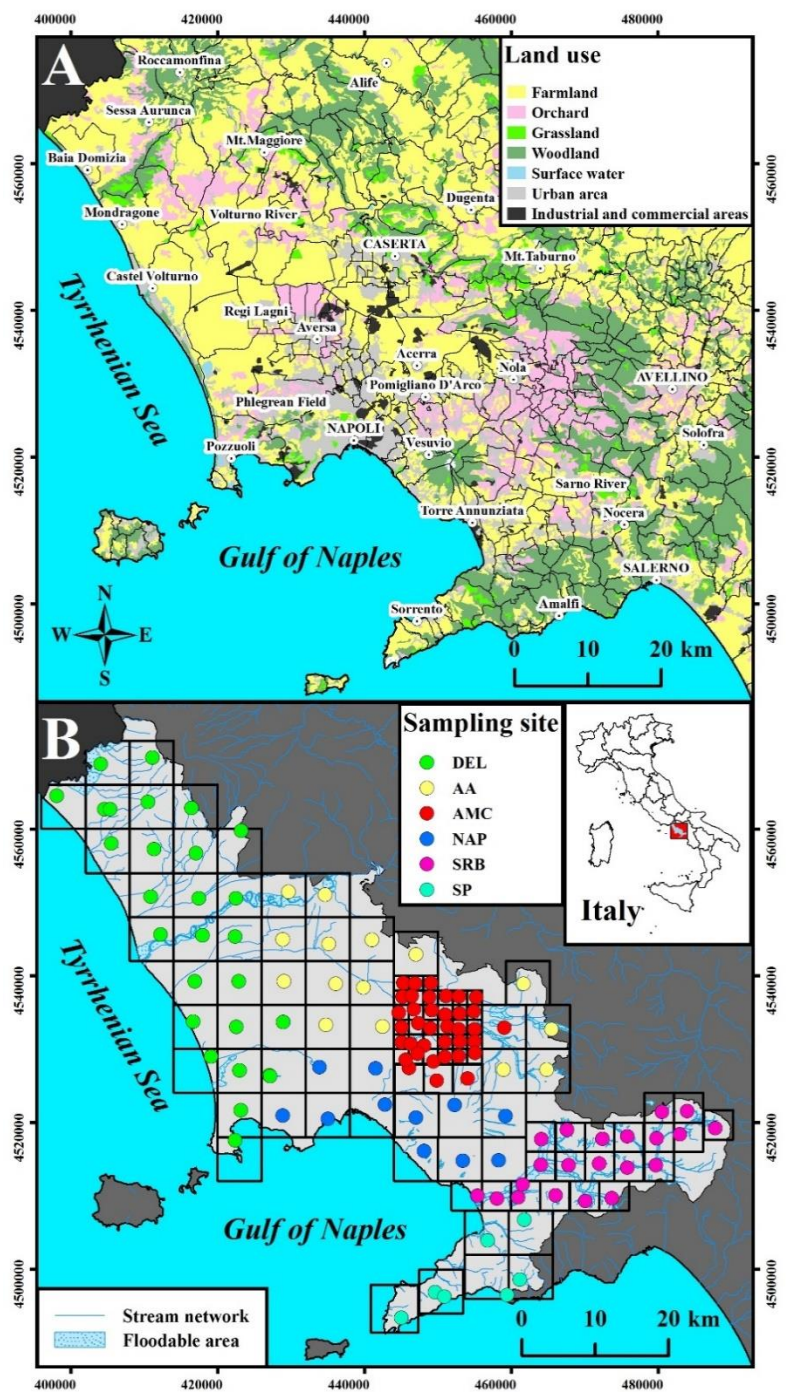 400000 420000 440000 460000 480000
A
Land use
Farmland
Orchard
Grassland
Woodland
Surface water
Urban area
Industrial and commercial areas
Roccamonfina
Alife
Sessa Aurunca
Mt.Maggiore
Baia Domizia
Dugenta
Mondragone
Volturno River
CASERTA
Mt.Taburno
Castel Volturno
Regi Lagni
Aversa
Acerra
Nola
Pomigliano D'Arco
AVELLINO
Phlegrean Field
NAPOLI
Vesuvio
Solofra
Pozzuoli
Sarno River
Torre Annunziata
Nocera
SALERNO
Sorrento
Amalfi
Tyrrhenian Sea
Gulf of Naples
N
W E
S
0 10 20 km
4560000 4560000
4540000 4540000
4520000 4520000
4500000 4500000
B
Sampling site
DEL
AA
AMC
NAP
SRB
SP
Italy
Tyrrhenian Sea
Gulf of Naples
Stream network
Floodable area
0 10 20 km
4560000 4560000
4540000 4540000
4520000 4520000
4500000 4500000
400000 420000 440000 460000 480000